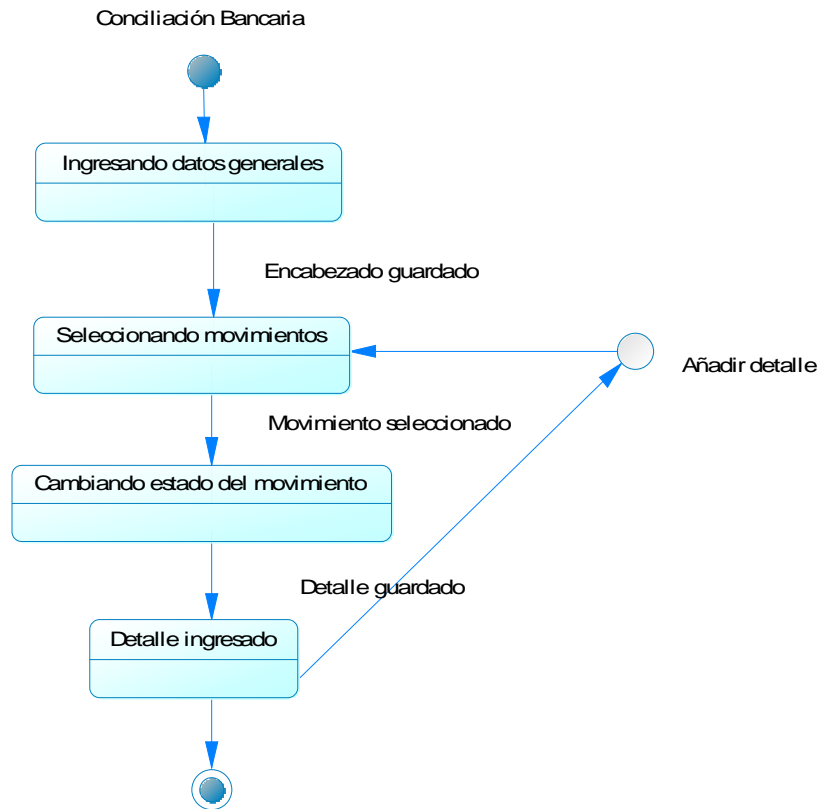 Conciliación Bancaria
Ingresando datos generales
Encabezado guardado
Seleccionando movimientos
Añadir detalle
Movimiento seleccionado
Cambiando estado del movimiento
Detalle guardado
Detalle ingresado